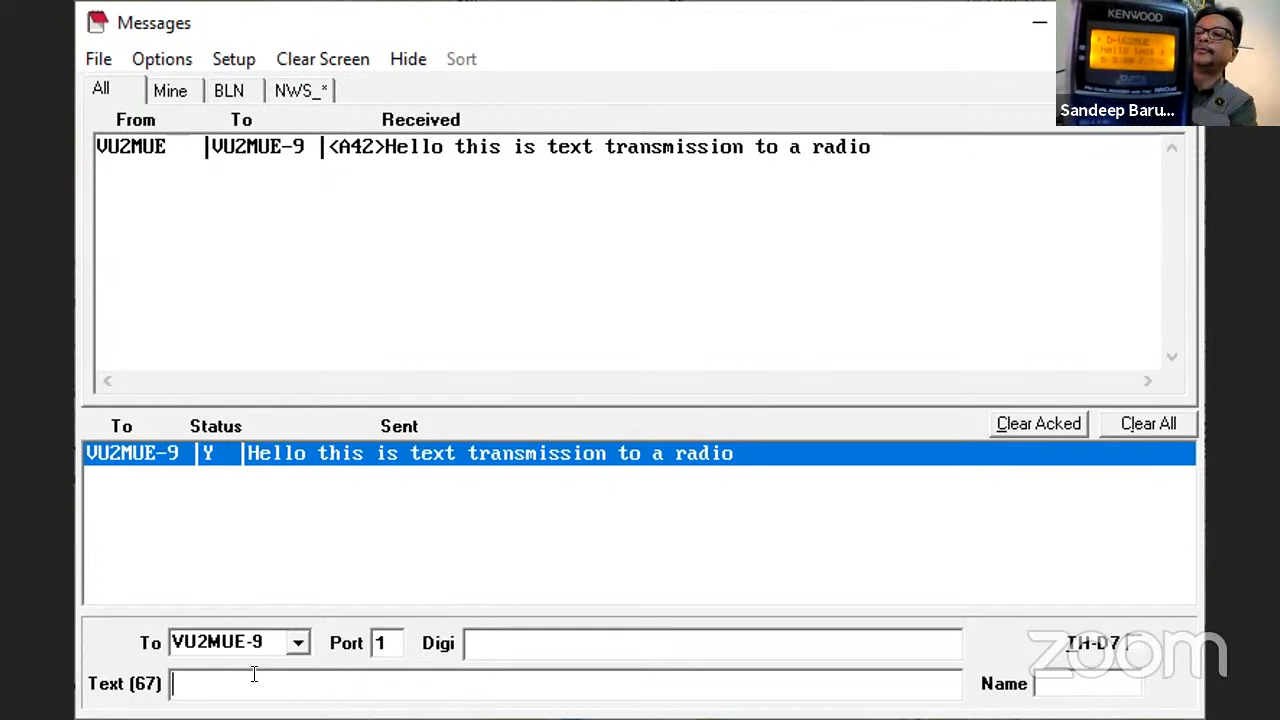 Messages
File Options Setup Clear Screen Hide Sort
All Mine BLN NWS_*
From To Received
VU2MUE |VU2MUE-9 |<A42>Hello this is text transmission to a radio
KENWOOD
Sandeep Baru...
To Status Sent Clear Acked Clear All
VU2MUE-9 |Y |Hello this is text transmission to a radio
To VU2MUE-9 Port 1 Digi TH-D7
zoom
Text (67) Name